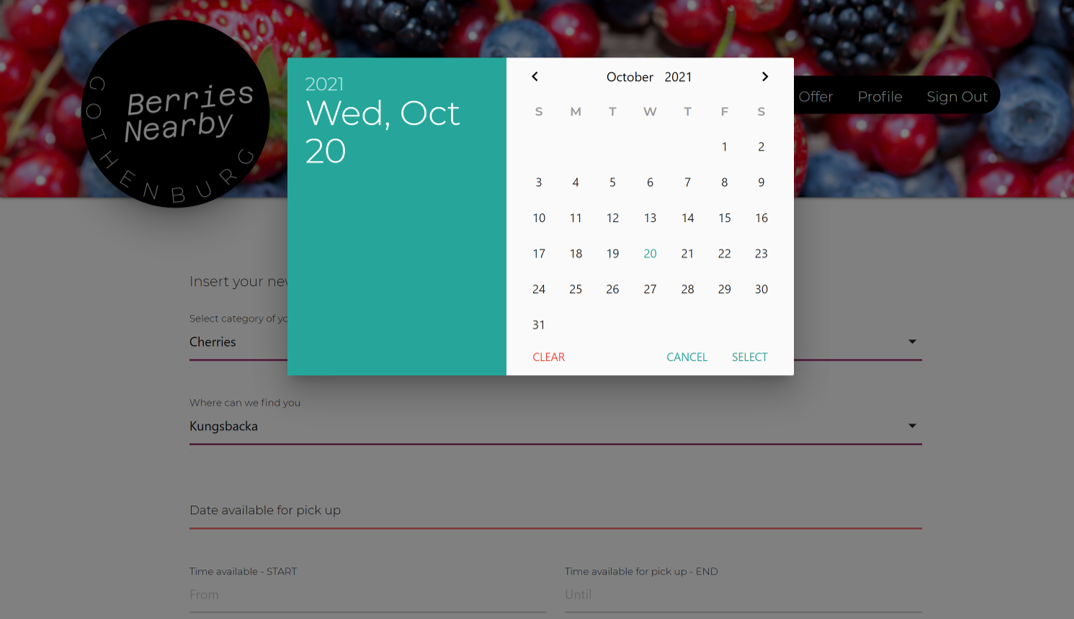 Berries
Nearby
GOTHENBURG
Offer Profile Sign Out
2021
Wed, Oct
20
October 2021
S M T W T F S
1 2
3 4 5 6 7 8 9
10 11 12 13 14 15 16
17 18 19 20 21 22 23
24 25 26 27 28 29 30
31
CLEAR CANCEL SELECT
Insert your new
Select category of yo
Cherries
Where can we find you
Kungsbacka
Date available for pick up
Time available - START Time available for pick up - END
From Until